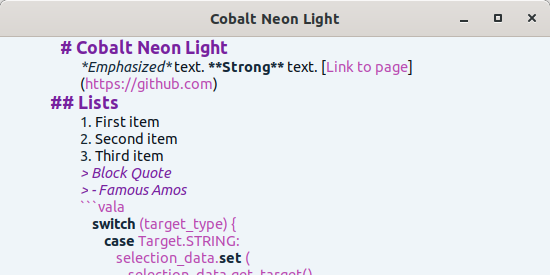 Cobalt Neon Light
# Cobalt Neon Light
*Emphasized* text. **Strong** text. [Link to page]
(https://github.com)
## Lists
1. First item
2. Second item
3. Third item
> Block Quote
> - Famous Amos
```vala
switch (target_type) {
case Target.STRING:
selection_data.set (
selection_data.get_target()